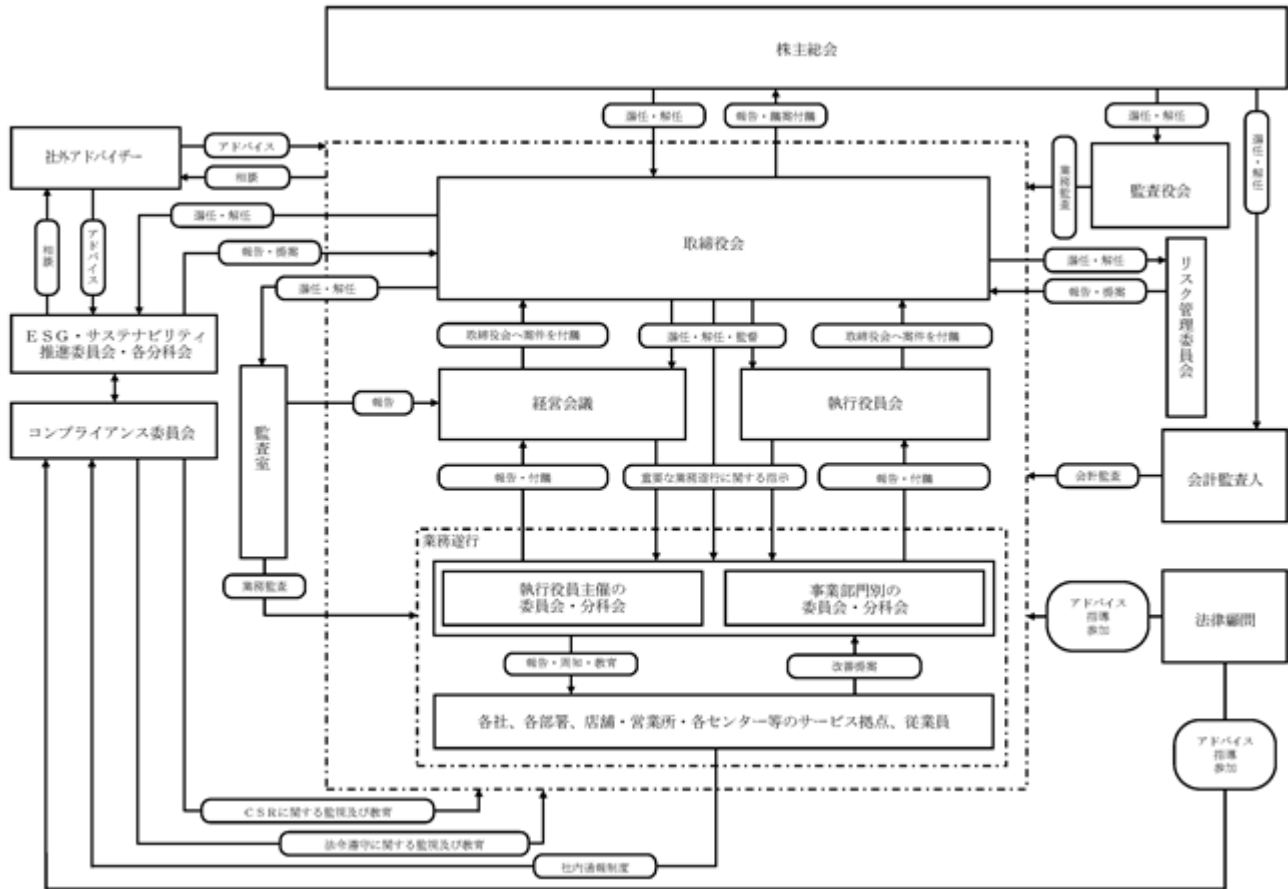 株主総会
選任・解任
報告・議案付議
選任・解任
選任・解任
社外アドバイザー
アドバイス
相談
業務監査
監査役会
取締役会
選任・解任
相談
アドバイス
報告・提案
選任・解任
選任・解任
報告・提案
リスク管理委員会
ESG・サステナビリティ
推進委員会・各分科会
取締役会へ案件を付議
選任・解任・監督
取締役会へ案件を付議
監査室
報告
経営会議
執行役員会
コンプライアンス委員会
会計監査人
会計監査
報告・付議
重要な業務遂行に関する指示
報告・付議
業務遂行
業務監査
執行役員主催の
委員会・分科会
事業部門別の
委員会・分科会
アドバイス
指導
参加
法律顧問
報告・周知・教育
改善提案
各社、各部署、店舗・営業所・各センター等のサービス拠点、従業員
アドバイス
指導
参加
CSRに関する監視及び教育
法令遵守に関する監視及び教育
社内通報制度